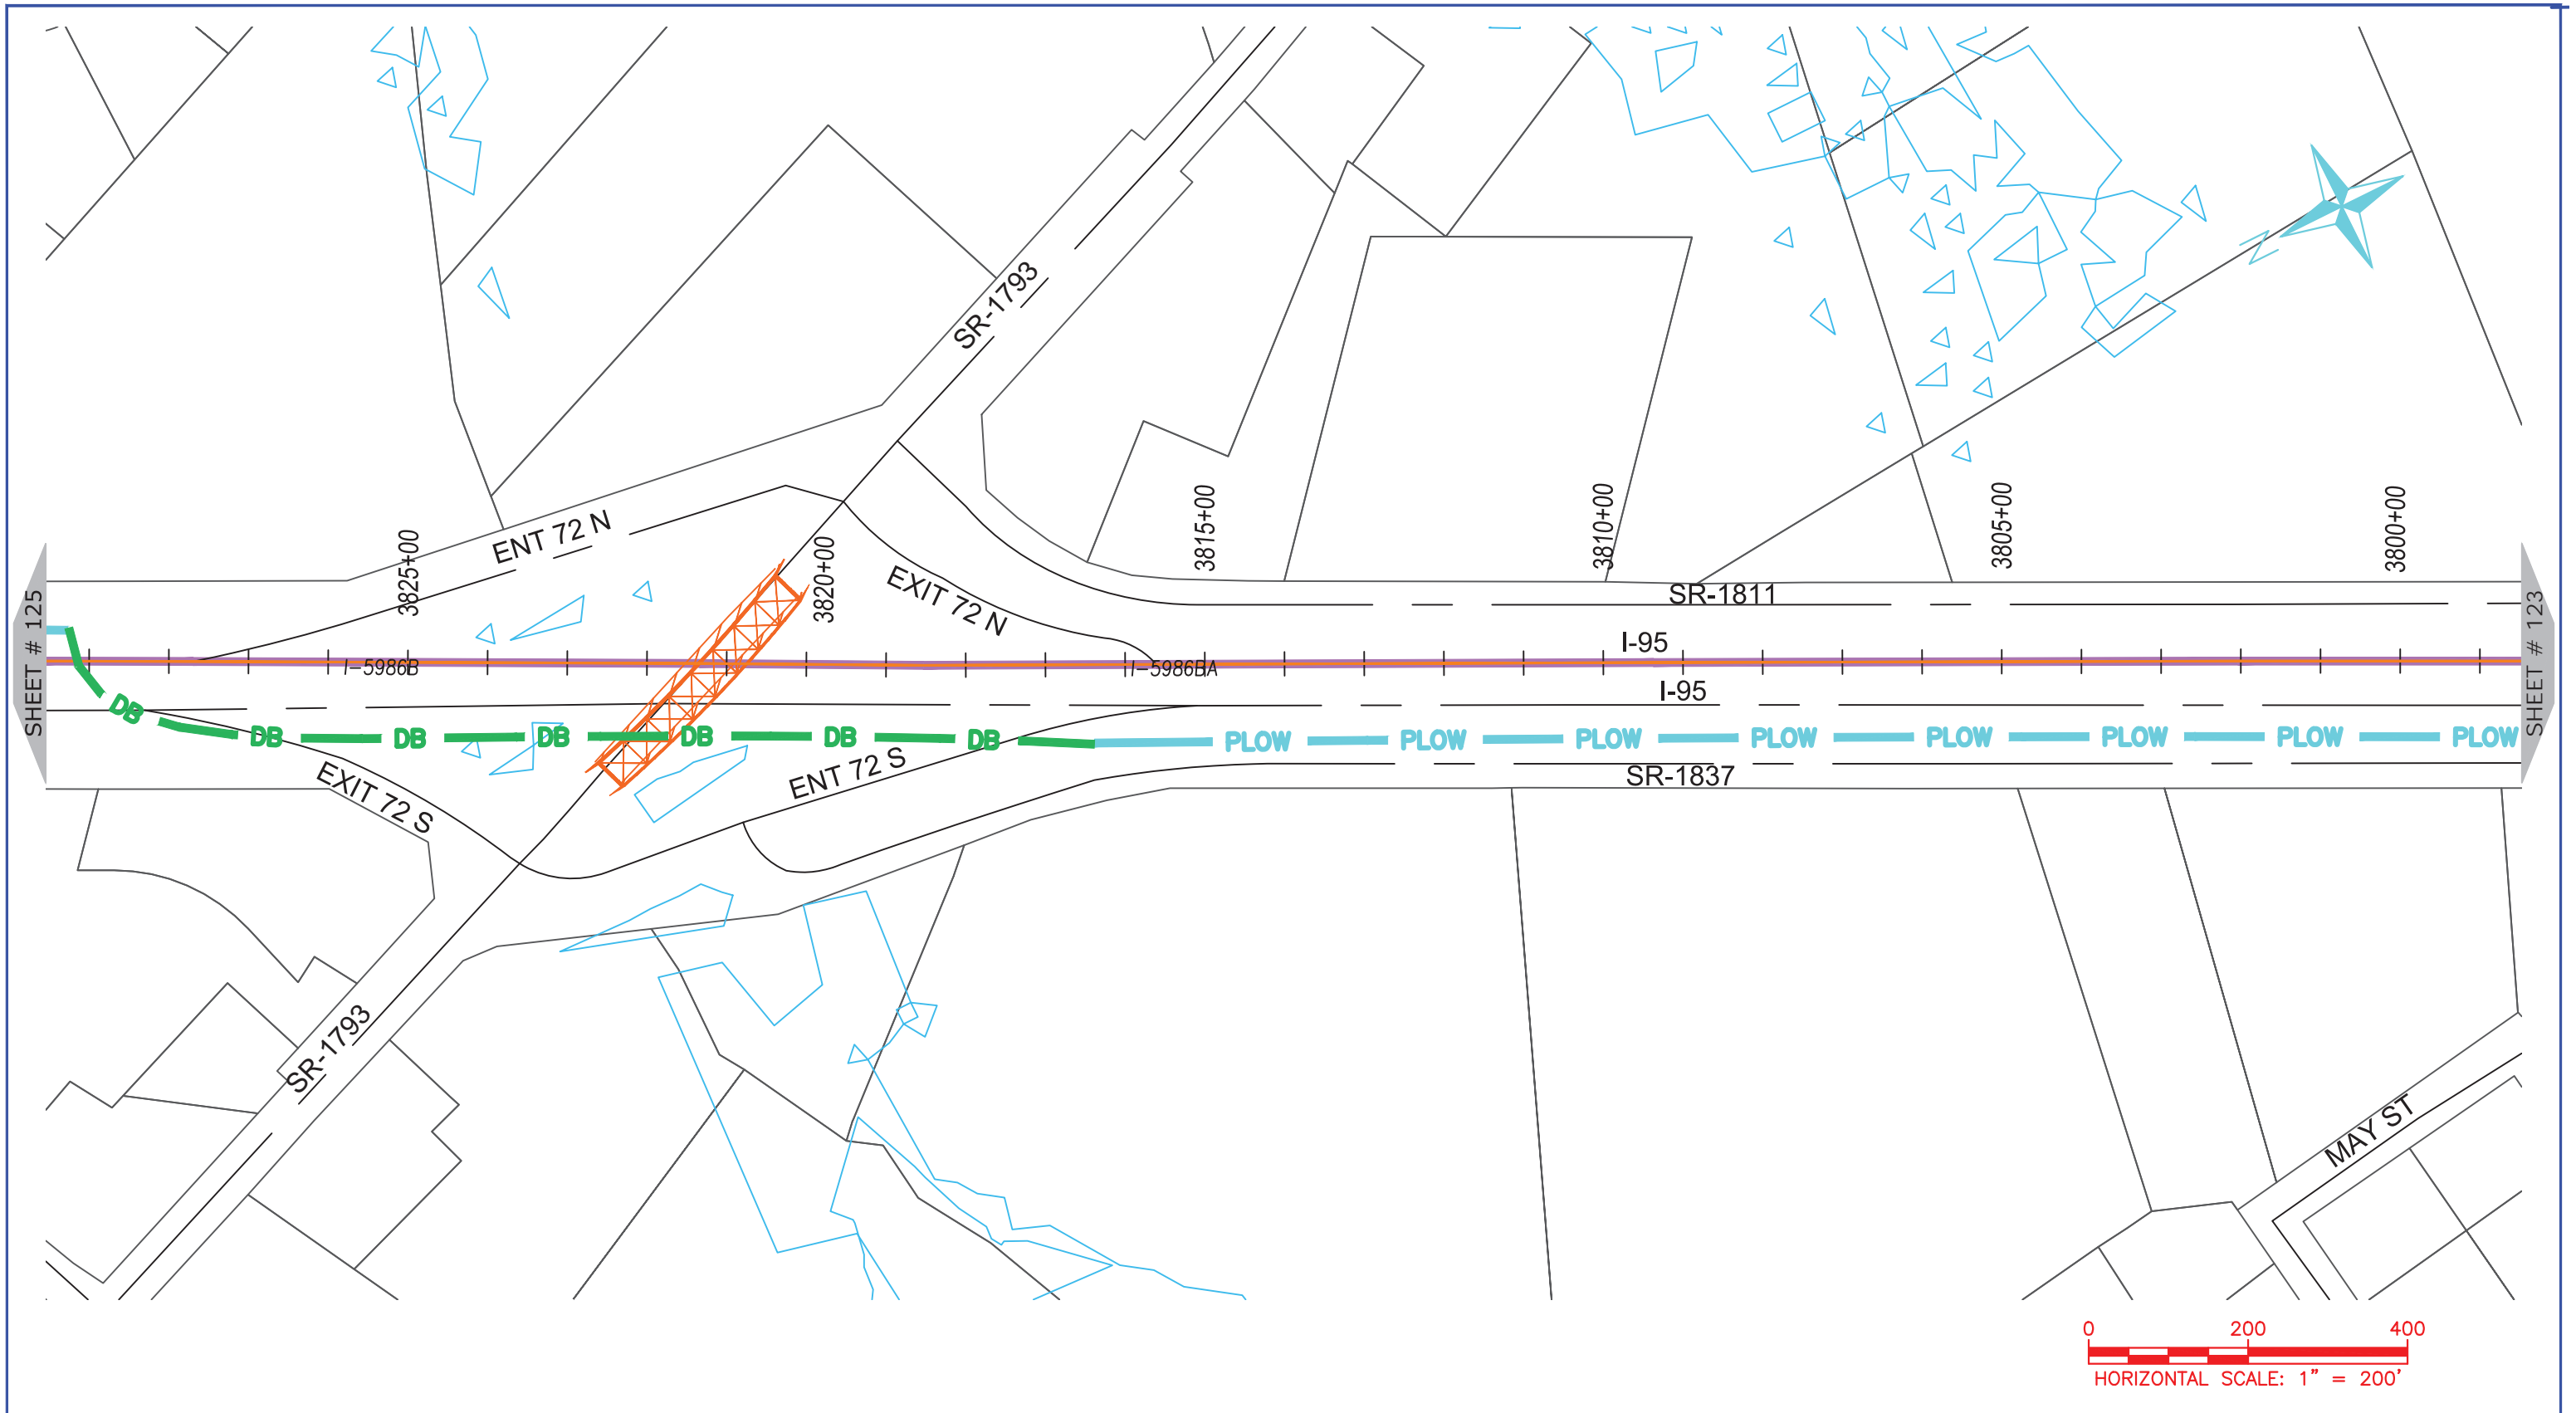 SR-1793
ENT 72 N
EXIT 72 N
3825+00
3820+00
3815+00
3810+00
3805+00
3800+00
N
SHEET # 125
SHEET # 123
SR-1811
I-95
I-5986B
I-5986BA
I-95
DB
DB
DB
DB
DB
DB
DB
PLOW
PLOW
PLOW
PLOW
PLOW
PLOW
PLOW
PLOW
EXIT 72 S
ENT 72 S
SR-1837
SR-1793
MAY ST
0 200 400
HORIZONTAL SCALE: 1" = 200'